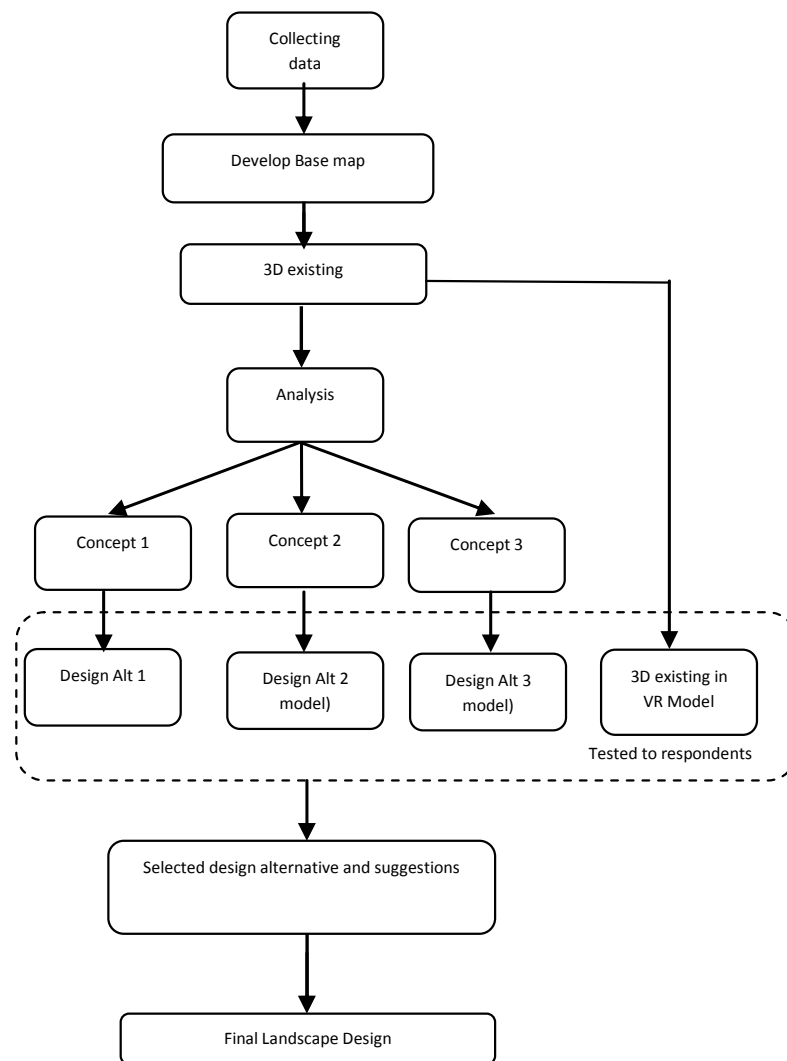 Collecting
data
Develop Base map
3D existing
Analysis
Concept 1
Concept 2
Concept 3
Design Alt 1
Design Alt 2
model)
Design Alt 3
model)
3D existing in
VR Model
Tested to respondents
Selected design alternative and suggestions
Final Landscape Design